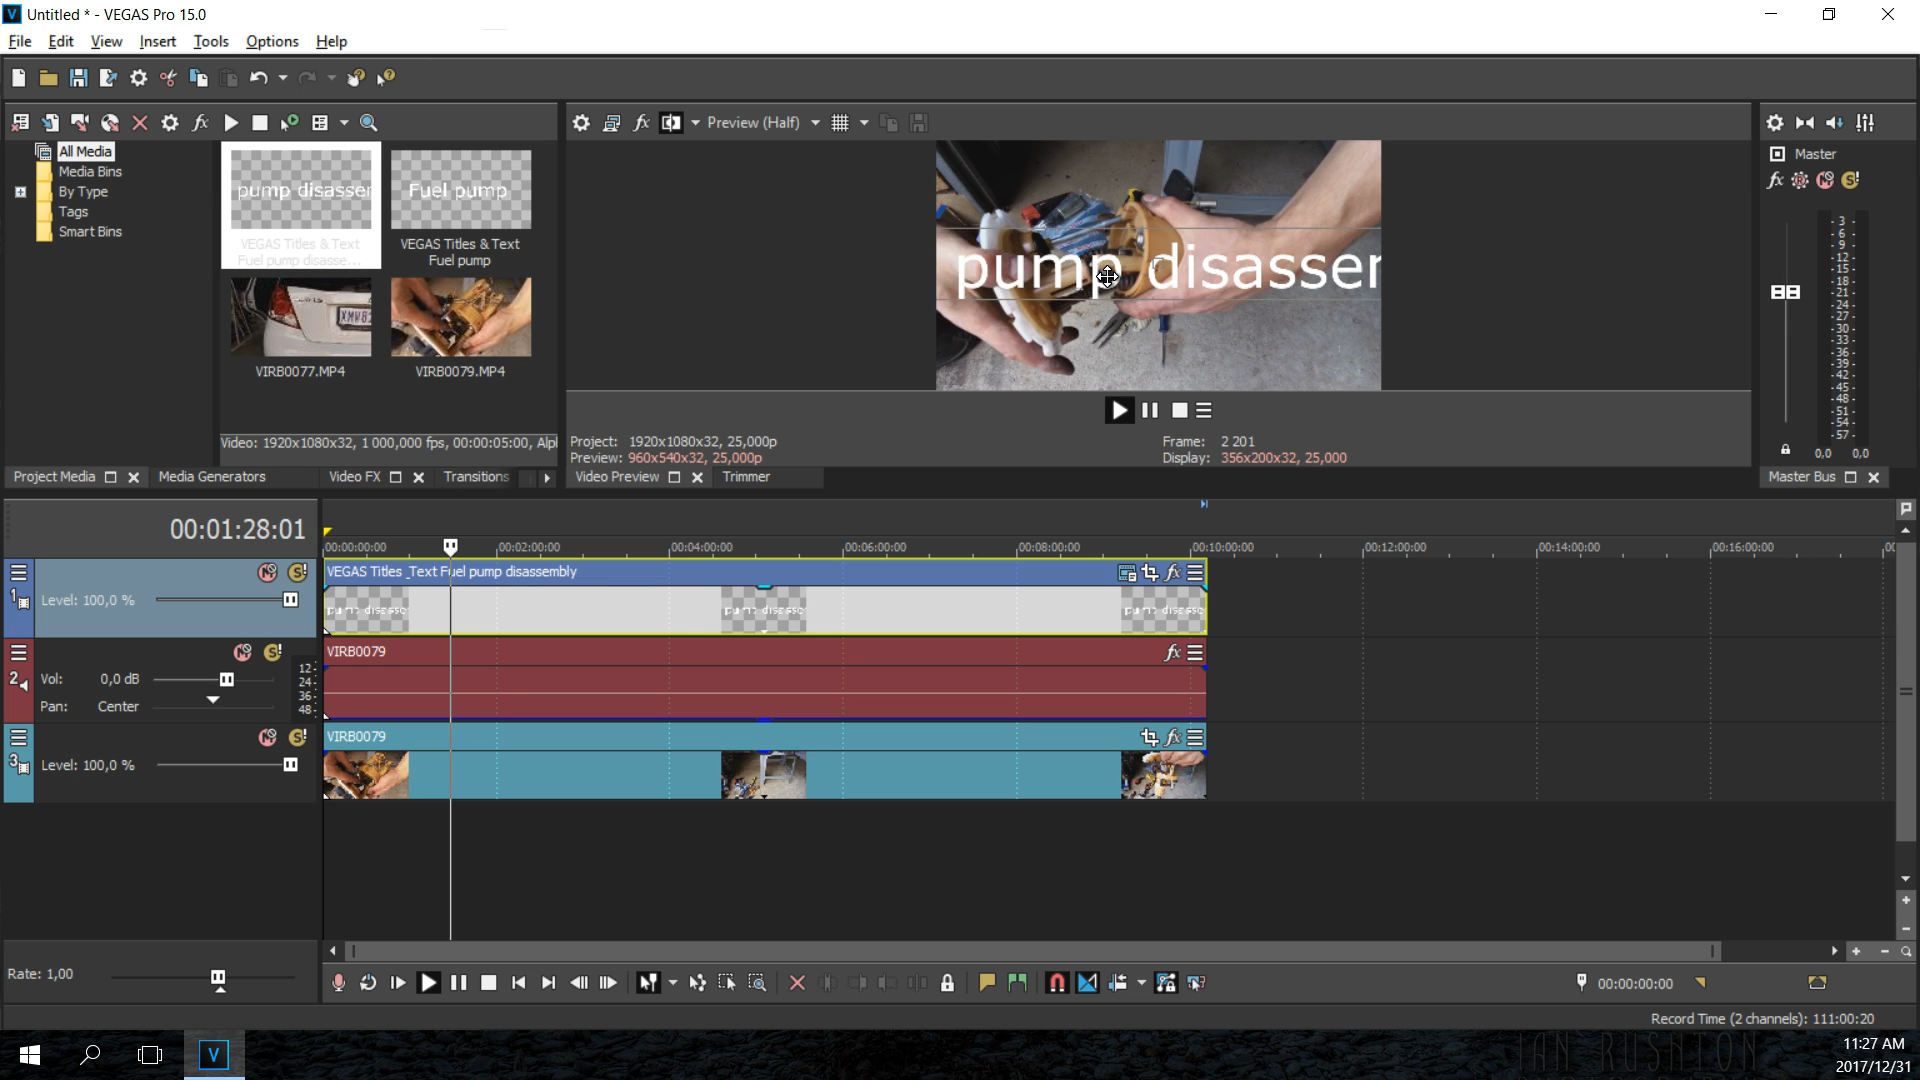 Untitled * - VEGAS Pro 15.0
File Edit View Insert Tools Options Help
Preview (Half)
All Media
Media Bins
By Type
Tags
Smart Bins
pump disasser
VEGAS Titles & Text
Fuel pump disasse...
Fuel pump
VEGAS Titles & Text
Fuel pump
VIRB0077.MP4
VIRB0079.MP4
Video: 1920x1080x32, 1 000,000 fps, 00:00:05:00, Alpl
Project Media
Media Generators
Video FX
Transitions
pump disasser
Project: 1920x1080x32, 25,000p
Preview: 960x540x32, 25,000p
Frame: 2 201
Display: 356x200x32, 25,000
Video Preview
Trimmer
Master
- 3 -
- 6 -
- 9 -
-12-
-15-
-18-
-21-
-24-
-27-
-30-
-33-
-36-
-39-
-42-
-45-
-48-
-51-
-54-
-57-
0,0 0,0
Master Bus
00:01:28:01
00:00:00:00 00:02:00:00 00:04:00:00 00:06:00:00 00:08:00:00 00:10:00:00 00:12:00:00 00:14:00:00 00:16:00:00 00
1
Level: 100,0 %
VEGAS Titles _Text Fuel pump disassembly
2
Vol: 0,0 dB
Pan: Center
12-
24-
36-
48-
VIRB0079
3
Level: 100,0 %
VIRB0079
Rate: 1,00
00:00:00:00
Record Time (2 channels): 111:00:20
IAN RUSHTON
11:27 AM
2017/12/31